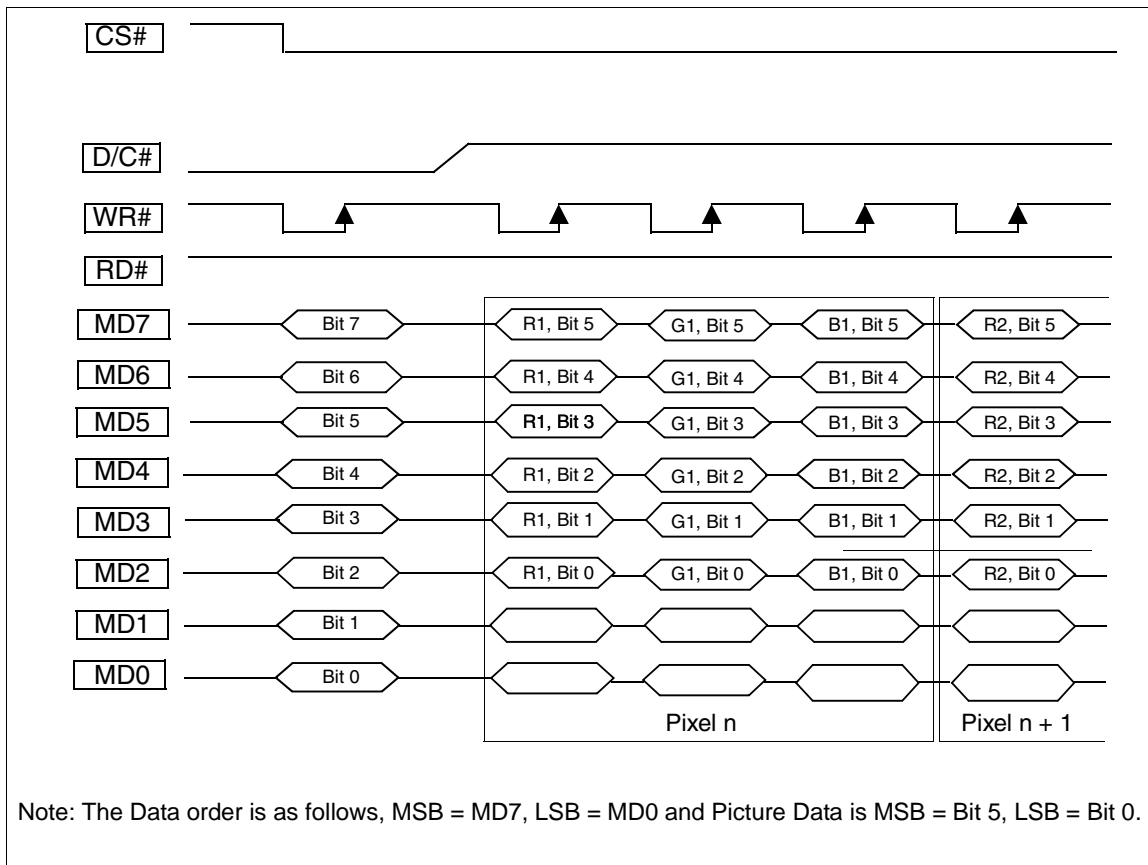 CS#
D/C#
WR#
RD#
MD7 Bit 7 R1, Bit 5 G1, Bit 5 B1, Bit 5 R2, Bit 5
MD6 Bit 6 R1, Bit 4 G1, Bit 4 B1, Bit 4 R2, Bit 4
MD5 Bit 5 R1, Bit 3 G1, Bit 3 B1, Bit 3 R2, Bit 3
MD4 Bit 4 R1, Bit 2 G1, Bit 2 B1, Bit 2 R2, Bit 2
MD3 Bit 3 R1, Bit 1 G1, Bit 1 B1, Bit 1 R2, Bit 1
MD2 Bit 2 R1, Bit 0 G1, Bit 0 B1, Bit 0 R2, Bit 0
MD1 Bit 1
MD0 Bit 0
Pixel n Pixel n + 1
Note: The Data order is as follows, MSB = MD7, LSB = MD0 and Picture Data is MSB = Bit 5, LSB = Bit 0.